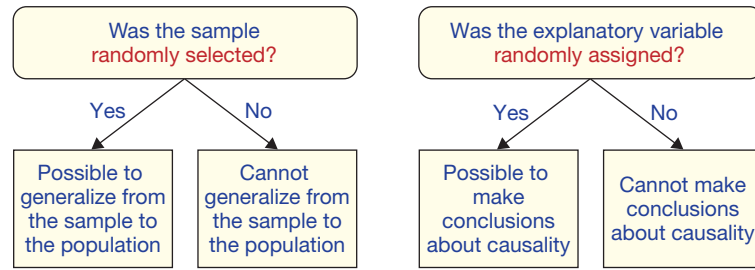 Was the sample
randomly selected?
Yes
No
Possible to
generalize from
the sample to
the population
Cannot
generalize from
the sample to
the population
Was the explanatory variable
randomly assigned?
Yes
No
Possible to
make
conclusions
about causality
Cannot make
conclusions
about causality